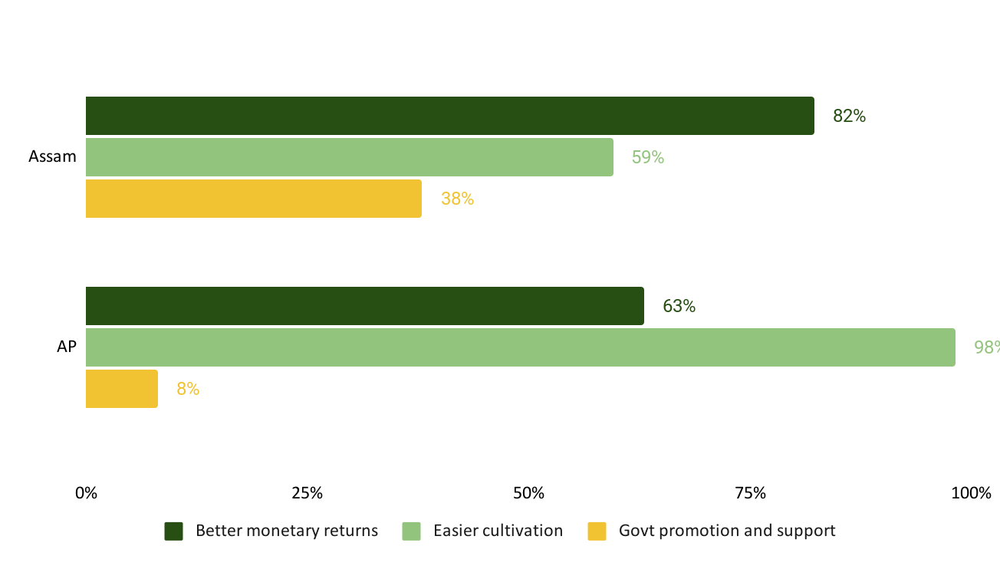 82%
Assam
59%
38%
63%
AP
98%
8%
0% 25% 50% 75% 100%
Better monetary returns Easier cultivation Govt promotion and support